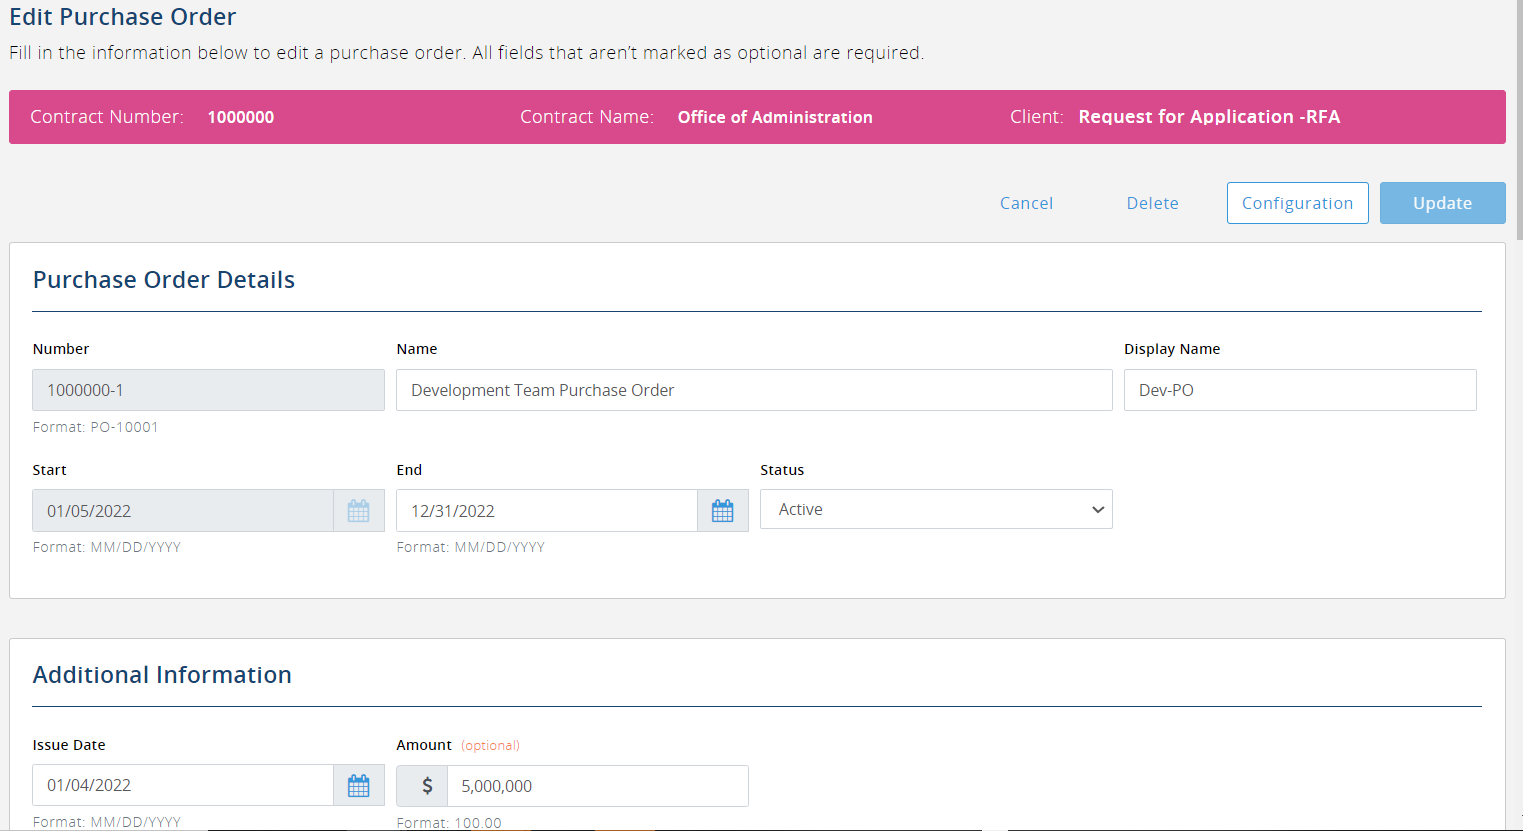 Edit Purchase Order
Fill in the information below to edit a purchase order. All fields that aren’t marked as optional are required.
Contract Number: 1000000 Contract Name: Office of Administration Client: Request for Application -RFA
Cancel Delete Configuration Update
Purchase Order Details
Number Name Display Name
1000000-1 Development Team Purchase Order Dev-PO
Format: PO-10001
Start End Status
01/05/2022 12/31/2022 Active
Format: MM/DD/YYYY Format: MM/DD/YYYY
Additional Information
Issue Date Amount (optional)
01/04/2022 $ 5,000,000
Format: MM/DD/YYYY Format: 100.00